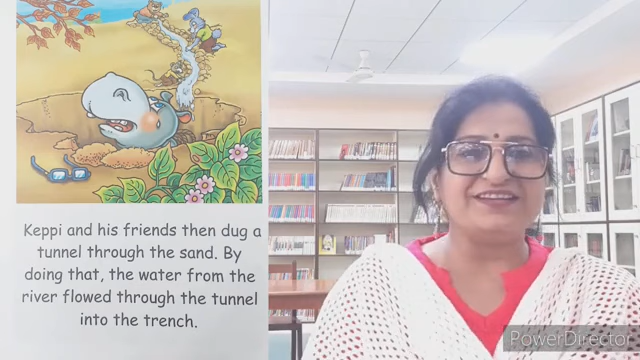 Keppi and his friends then dug a
tunnel through the sand. By
doing that, the water from the
river flowed through the tunnel
into the trench.
PowerDirector